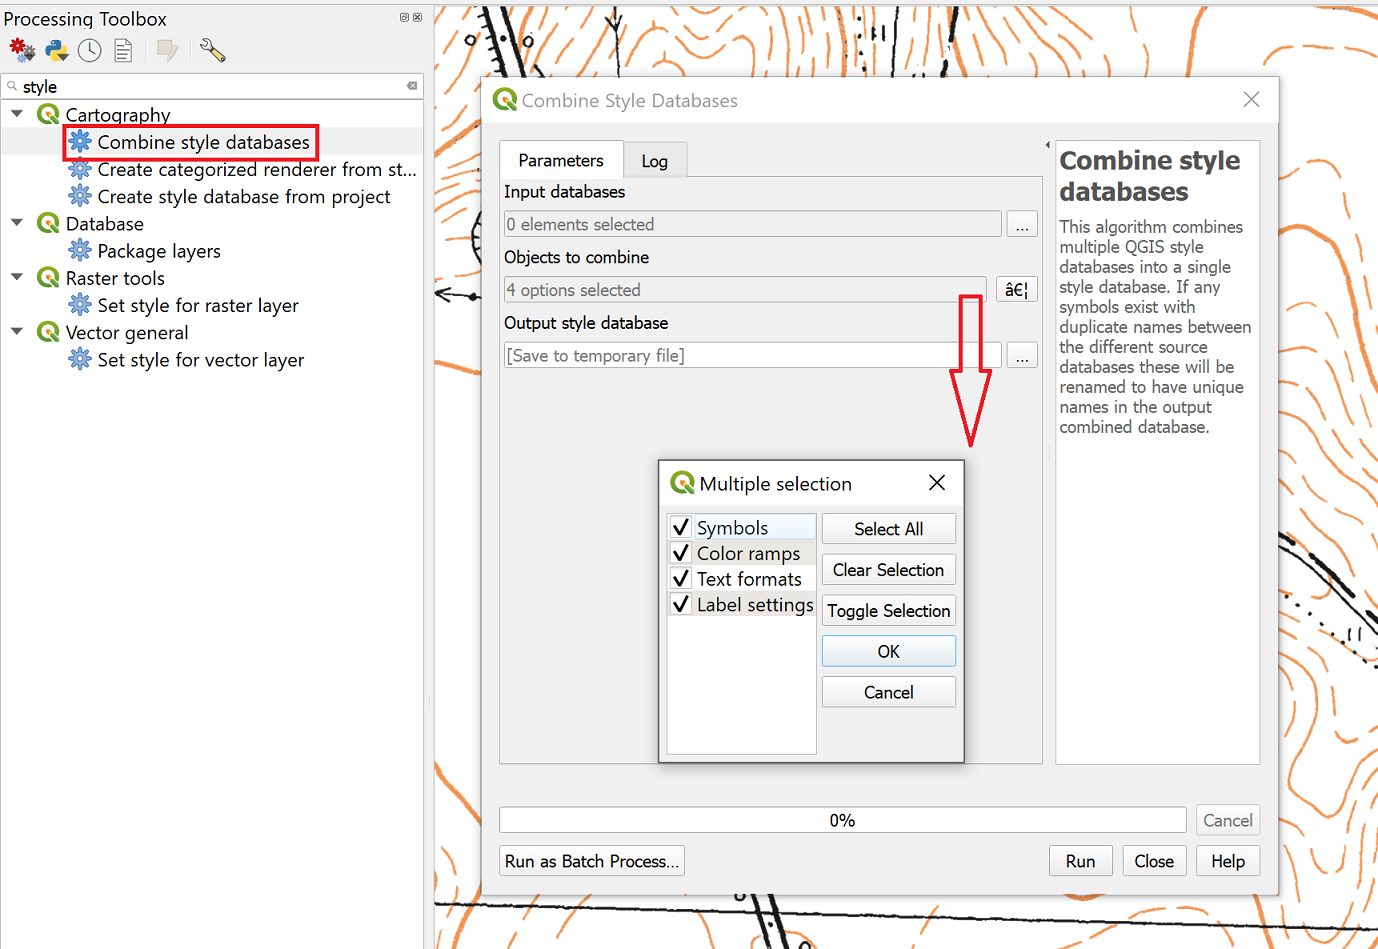 Processing Toolbox
style
Cartography
Combine style databases
Create categorized renderer from st...
Create style database from project
Database
Package layers
Raster tools
Set style for raster layer
Vector general
Set style for vector layer
Combine Style Databases
Parameters
Log
Input databases
0 elements selected
...
Objects to combine
4 options selected
â€¦
Output style database
[Save to temporary file]
...
Combine style
databases
This algorithm combines
multiple QGIS style
databases into a single
style database. If any
symbols exist with
duplicate names between
the different source
databases these will be
renamed to have unique
names in the output
combined database.
Multiple selection
Symbols
Color ramps
Text formats
Label settings
Select All
Clear Selection
Toggle Selection
OK
Cancel
0%
Cancel
Run as Batch Process...
Run
Close
Help